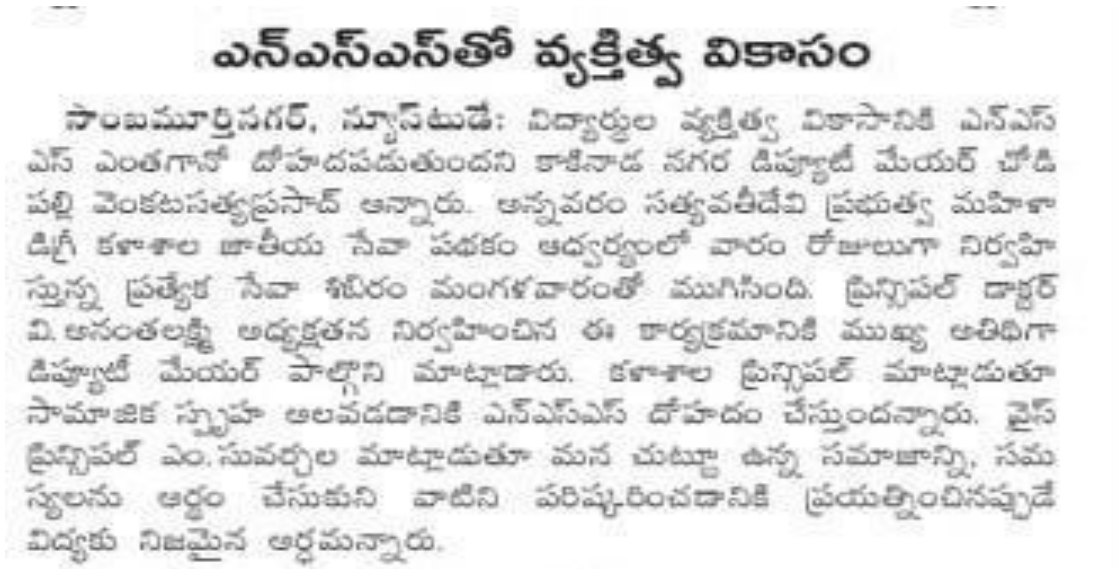 ఎన్ఎస్ఎస్‌తో వ్యక్తిత్వ వికాసం
సాంబమూర్తినగర్, న్యూస్‌టుడే: విద్యార్థుల వ్యక్తిత్వ వికాసానికి ఎన్ఎస్
ఎస్ ఎంతగానో దోహదపడుతుందని కాకినాడ నగర డిప్యూటీ మేయర్ చోడి
పల్లి వెంకటసత్యప్రసాద్ అన్నారు. అన్నవరం సత్యవతీదేవి ప్రభుత్వ మహిళా
డిగ్రీ కళాశాల జాతీయ సేవా పథకం ఆధ్వర్యంలో వారం రోజులుగా నిర్వహి
స్తున్న ప్రత్యేక సేవా శిబిరం మంగళవారంతో ముగిసింది. ప్రిన్సిపల్ డాక్టర్
వి. అనంతలక్ష్మి అధ్యక్షతన నిర్వహించిన ఈ కార్యక్రమానికి ముఖ్య అతిథిగా
డిప్యూటీ మేయర్ పాల్గొని మాట్లాడారు. కళాశాల ప్రిన్సిపల్ మాట్లాడుతూ
సామాజిక స్పృహ అలవడడానికి ఎన్ఎస్ఎస్ దోహదం చేస్తుందన్నారు. వైస్
ప్రిన్సిపల్ ఎం.సువర్చల మాట్లాడుతూ మన చుట్టూ ఉన్న సమాజాన్ని, సమ
స్యలను అర్థం చేసుకుని వాటిని పరిష్కరించడానికి ప్రయత్నించినప్పుడే
విద్యకు నిజమైన అర్థమన్నారు.